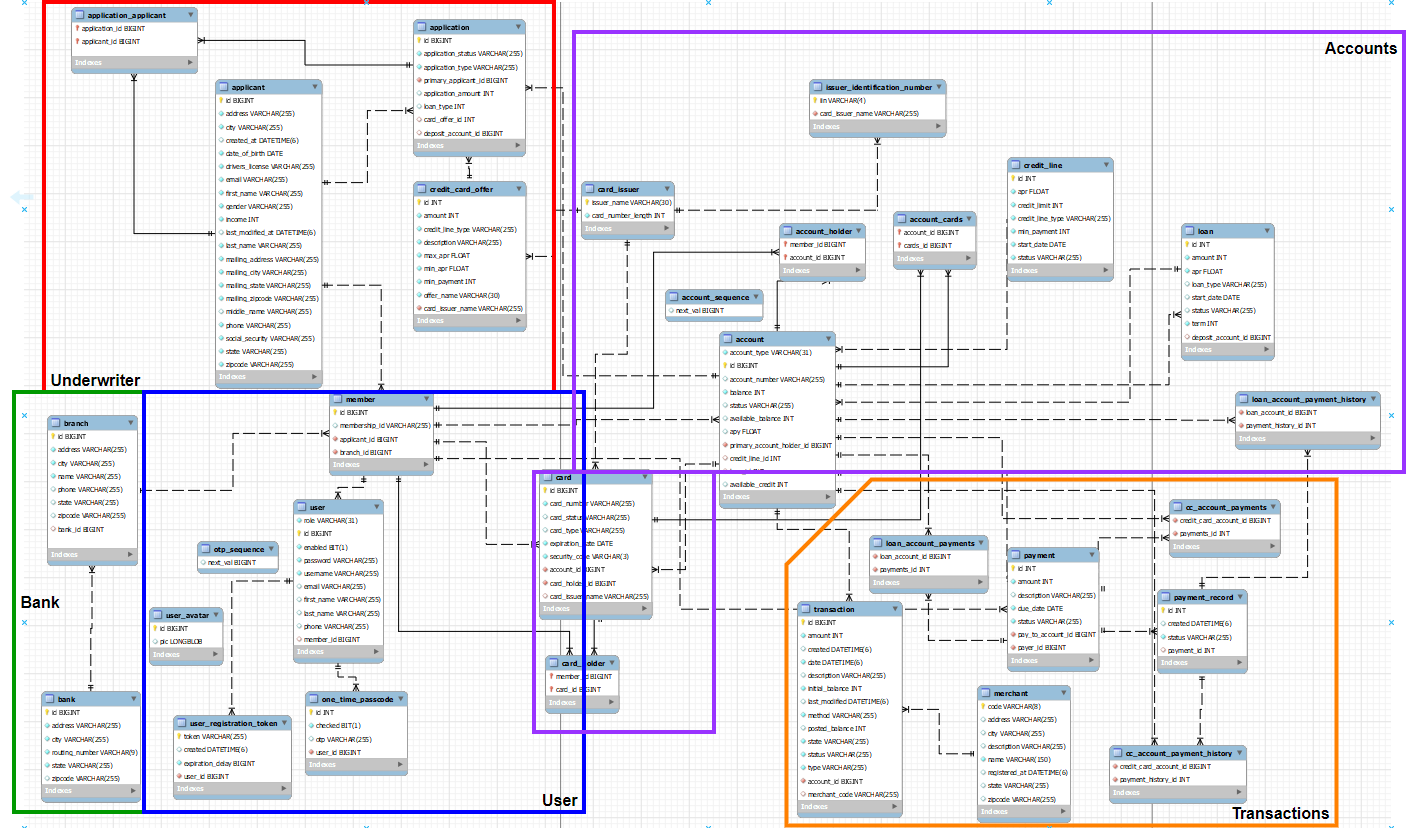 application_applicant
application_id BIGINT
applicant_id BIGINT
Indexes
application
id BIGINT
application_status VARCHAR(255)
application_type VARCHAR(255)
primary_applicant_id BIGINT
application_amount INT
loan_type INT
card_offer_id INT
deposit_account_id BIGINT
Indexes
applicant
id BIGINT
address VARCHAR(255)
city VARCHAR(255)
created_at DATETIME(6)
date_of_birth DATE
drivers_license VARCHAR(255)
email VARCHAR(255)
first_name VARCHAR(255)
gender VARCHAR(255)
income INT
last_modified_at DATETIME(6)
last_name VARCHAR(255)
mailing_address VARCHAR(255)
mailing_city VARCHAR(255)
mailing_state VARCHAR(255)
mailing_zipcode VARCHAR(255)
middle_name VARCHAR(255)
phone VARCHAR(255)
social_security VARCHAR(255)
state VARCHAR(255)
zipcode VARCHAR(255)
Indexes
credit_card_offer
id INT
amount INT
credit_line_type VARCHAR(255)
description VARCHAR(255)
max_apr FLOAT
min_apr FLOAT
min_payment INT
offer_name VARCHAR(30)
card_issuer_name VARCHAR(255)
Indexes
Underwriter
Accounts
issuer_identification_number
iin VARCHAR(4)
card_issuer_name VARCHAR(255)
Indexes
card_issuer
issuer_name VARCHAR(30)
card_number_length INT
Indexes
account_holder
member_id BIGINT
account_id BIGINT
Indexes
account_cards
account_id BIGINT
cards_id BIGINT
Indexes
credit_line
id INT
apr FLOAT
credit_limit INT
credit_line_type VARCHAR(255)
min_payment INT
start_date DATE
status VARCHAR(255)
Indexes
loan
id INT
amount INT
apr FLOAT
loan_type VARCHAR(255)
start_date DATE
status VARCHAR(255)
term INT
deposit_account_id BIGINT
Indexes
account_sequence
next_val BIGINT
account
account_type VARCHAR(31)
id BIGINT
account_number VARCHAR(255)
balance INT
status VARCHAR(255)
available_balance INT
apy FLOAT
primary_account_holder_id BIGINT
credit_line_id INT
available_credit INT
Indexes
loan_account_payment_history
loan_account_id BIGINT
payment_history_id INT
Indexes
branch
id BIGINT
address VARCHAR(255)
city VARCHAR(255)
name VARCHAR(255)
phone VARCHAR(255)
state VARCHAR(255)
zipcode VARCHAR(255)
bank_id BIGINT
Indexes
Bank
bank
id BIGINT
address VARCHAR(255)
city VARCHAR(255)
routing_number VARCHAR(9)
state VARCHAR(255)
zipcode VARCHAR(255)
Indexes
member
id BIGINT
membership_id VARCHAR(255)
applicant_id BIGINT
branch_id BIGINT
Indexes
user
role VARCHAR(31)
id BIGINT
enabled BIT(1)
password VARCHAR(255)
username VARCHAR(255)
email VARCHAR(255)
first_name VARCHAR(255)
last_name VARCHAR(255)
phone VARCHAR(255)
member_id BIGINT
Indexes
otp_sequence
next_val BIGINT
Indexes
user_avatar
id BIGINT
pic LONGBLOB
Indexes
user_registration_token
token VARCHAR(255)
created DATETIME(6)
expiration_delay BIGINT
user_id BIGINT
Indexes
one_time_passcode
id INT
checked BIT(1)
otp VARCHAR(255)
user_id BIGINT
Indexes
User
card
id BIGINT
card_number VARCHAR(255)
card_status VARCHAR(255)
card_type VARCHAR(255)
expiration_date DATE
security_code VARCHAR(3)
account_id BIGINT
card_holder_id BIGINT
card_issuer_name VARCHAR(255)
Indexes
card_holder
member_id BIGINT
card_id BIGINT
Indexes
cc_account_payments
credit_card_account_id BIGINT
payments_id INT
Indexes
loan_account_payments
loan_account_id BIGINT
payments_id INT
Indexes
payment
id INT
amount INT
description VARCHAR(255)
due_date DATE
status VARCHAR(255)
pay_to_account_id BIGINT
payer_id BIGINT
Indexes
payment_record
id INT
created DATETIME(6)
status VARCHAR(255)
payment_id INT
Indexes
transaction
id BIGINT
amount INT
created DATETIME(6)
date DATETIME(6)
description VARCHAR(255)
initial_balance INT
last_modified DATETIME(6)
method VARCHAR(255)
posted_balance INT
state VARCHAR(255)
status VARCHAR(255)
type VARCHAR(255)
account_id BIGINT
merchant_code VARCHAR(255)
Indexes
merchant
code VARCHAR(8)
address VARCHAR(255)
city VARCHAR(255)
description VARCHAR(255)
name VARCHAR(150)
registered_at DATETIME(6)
state VARCHAR(255)
zipcode VARCHAR(255)
Indexes
cc_account_payment_history
credit_card_account_id BIGINT
payment_history_id INT
Indexes
Transactions